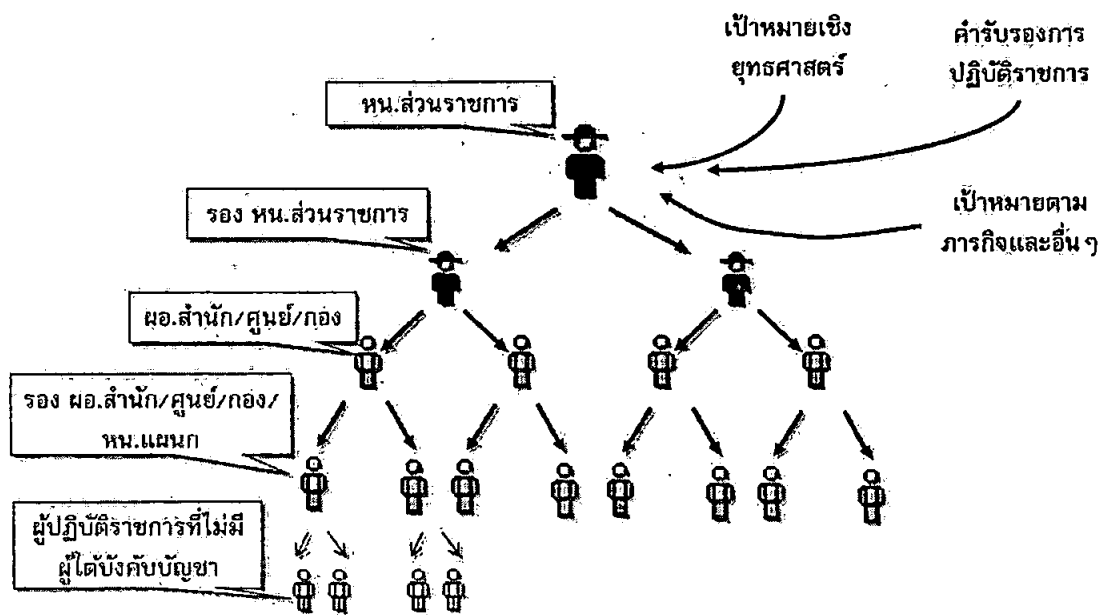 เป้าหมายเชิง
ยุทธศาสตร์
คำรับรองการ
ปฏิบัติราชการ
หน.ส่วนราชการ
รอง หน.ส่วนราชการ
เป้าหมายตาม
ภารกิจและอื่น ๆ
ผอ.สำนัก/ศูนย์/กอง
รอง ผอ.สำนัก/ศูนย์/กอง/
หน.แผนก
ผู้ปฏิบัติราชการที่ไม่มี
ผู้ใต้บังคับบัญชา